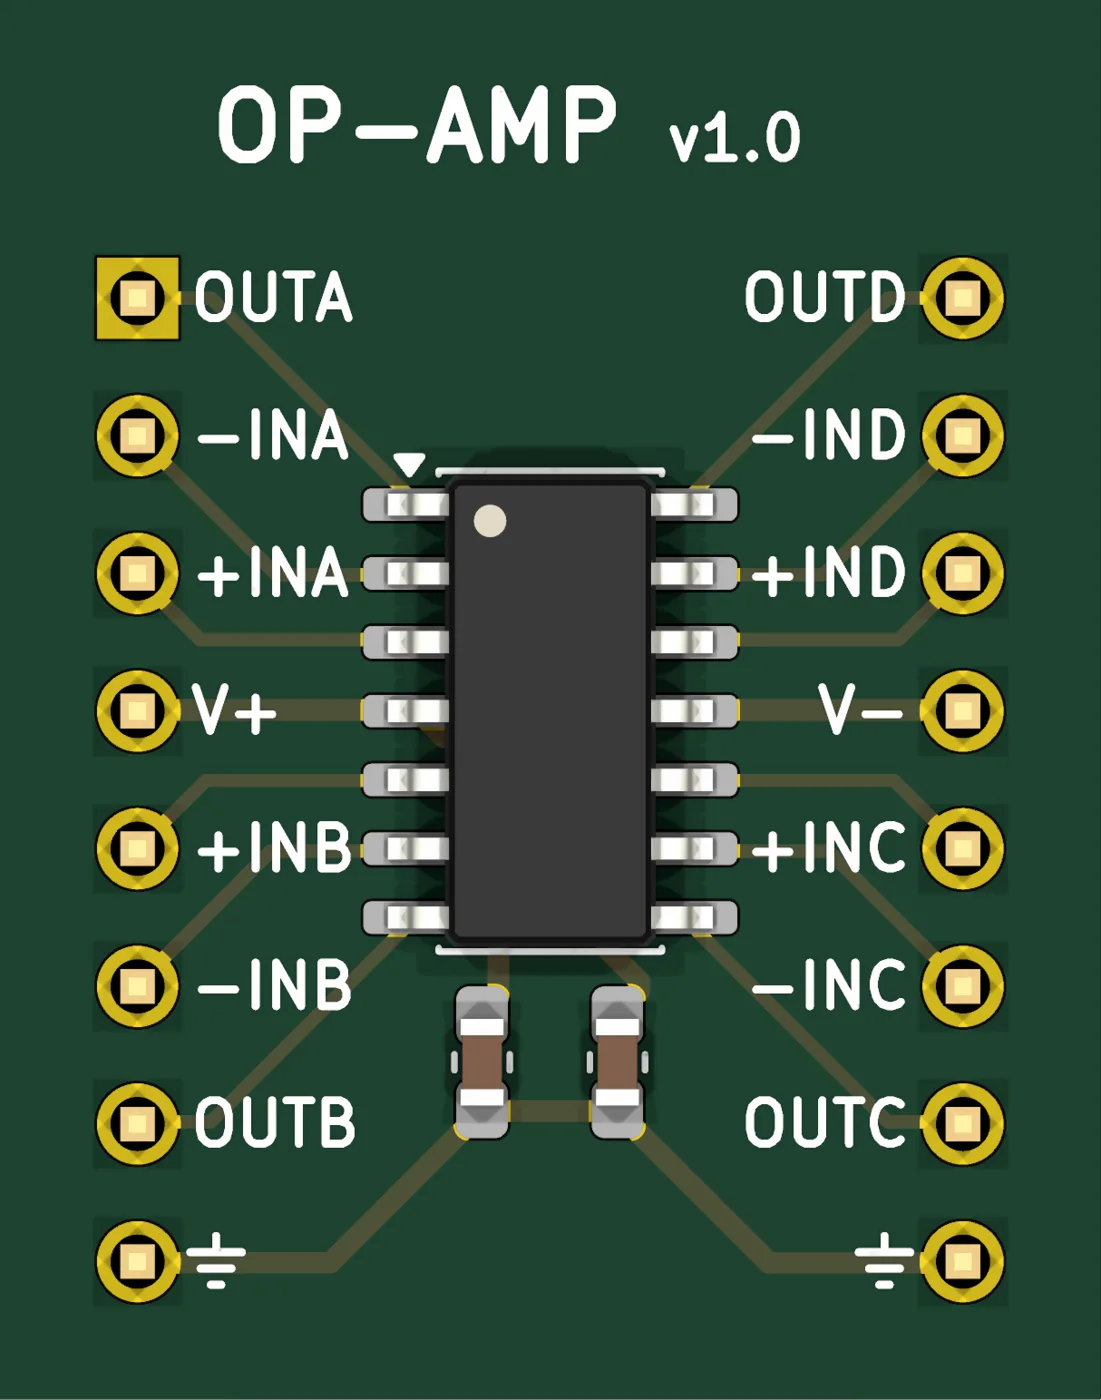 OP-AMP v1.0
OUTA OUTD
-INA -IND
+INA +IND
V+ V-
+INB +INC
-INB -INC
OUTB OUTC